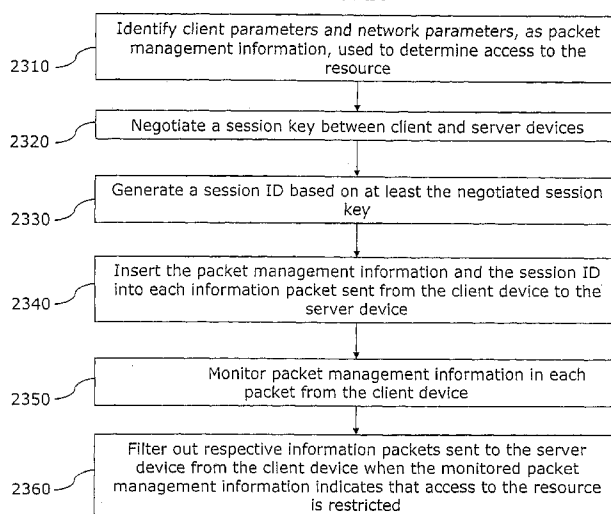 Identify client parameters and network parameters, as packet
management information, used to determine access to the
resource
2310
Negotiate a session key between client and server devices
2320
Generate a session ID based on at least the negotiated session
key
2330
Insert the packet management information and the session ID
into each information packet sent from the client device to the
server device
2340
Monitor packet management information in each
packet from the client device
2350
Filter out respective information packets sent to the server
device from the client device when the monitored packet
management information indicates that access to the resource
is restricted
2360